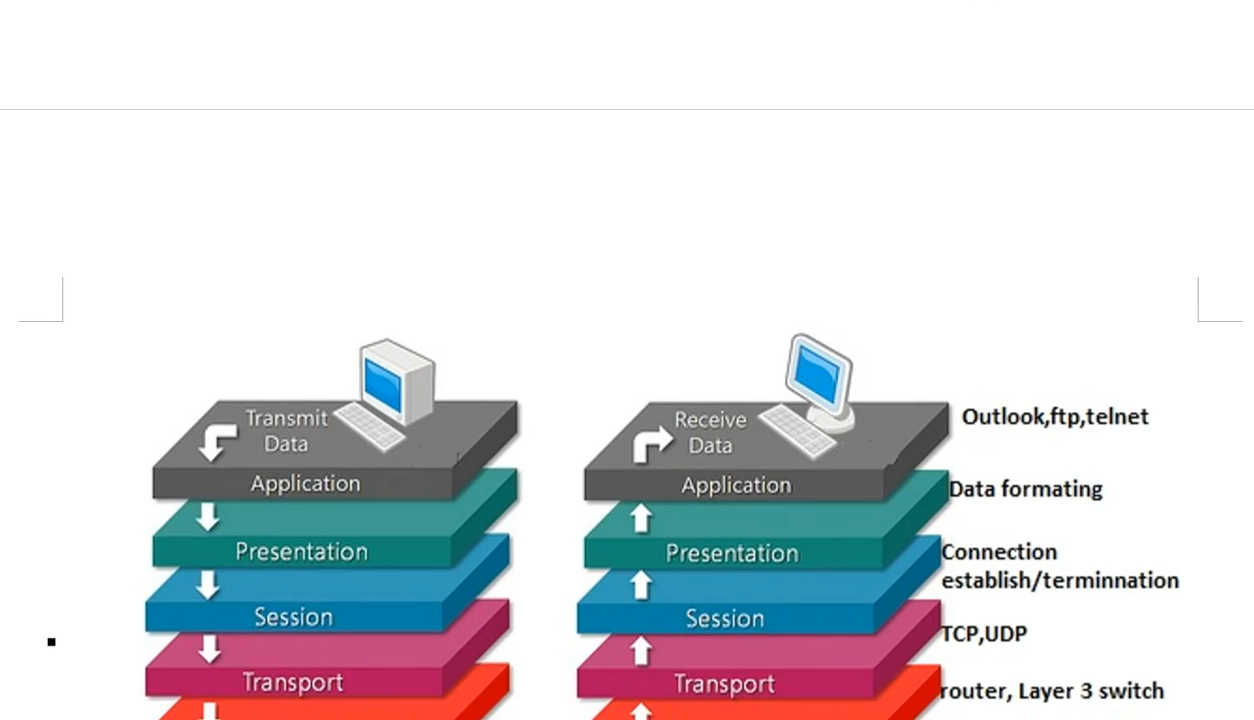 Transmit
Data
Application
Presentation
Session
Transport
Receive
Data
Application
Presentation
Session
Transport
Outlook,ftp,telnet
Data formating
Connection
establish/terminnation
TCP,UDP
router, Layer 3 switch